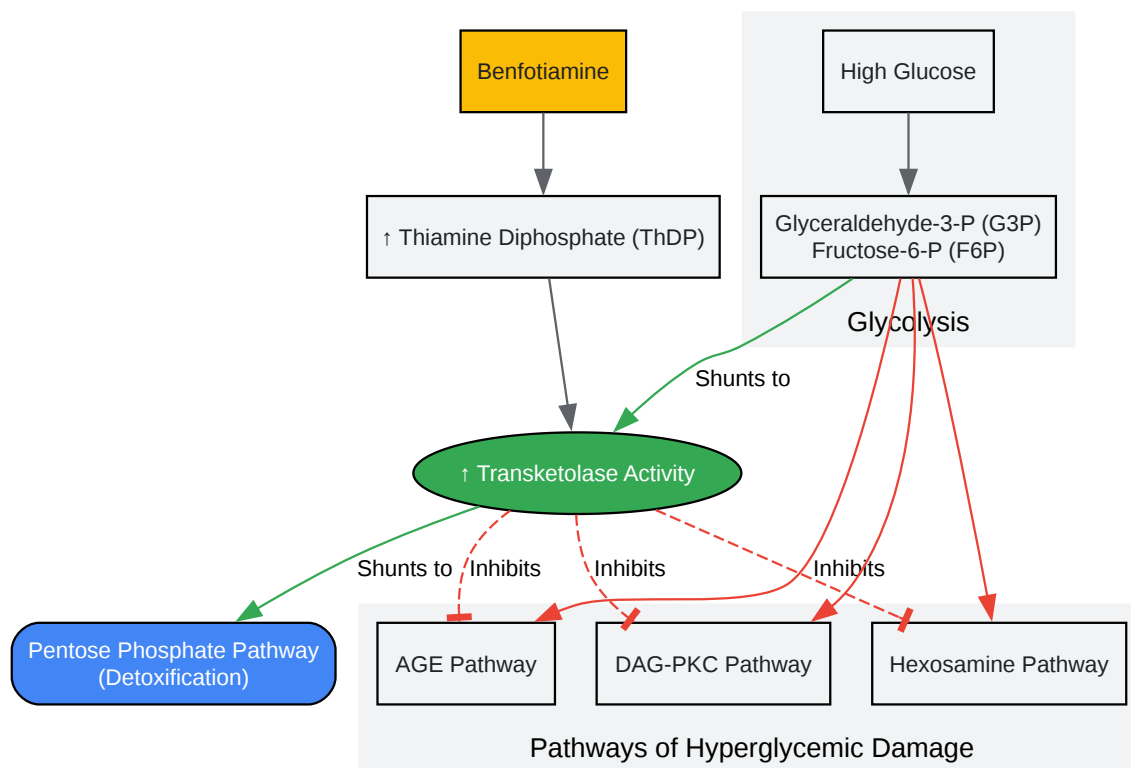 Benfotiamine
High Glucose
↑ Thiamine Diphosphate (ThDP)
Glyceraldehyde-3-P (G3P)
Fructose-6-P (F6P)
Glycolysis
Shunts to
↑ Transketolase Activity
Shunts to
Inhibits
Inhibits
Inhibits
Pentose Phosphate Pathway
(Detoxification)
AGE Pathway
DAG-PKC Pathway
Hexosamine Pathway
Pathways of Hyperglycemic Damage